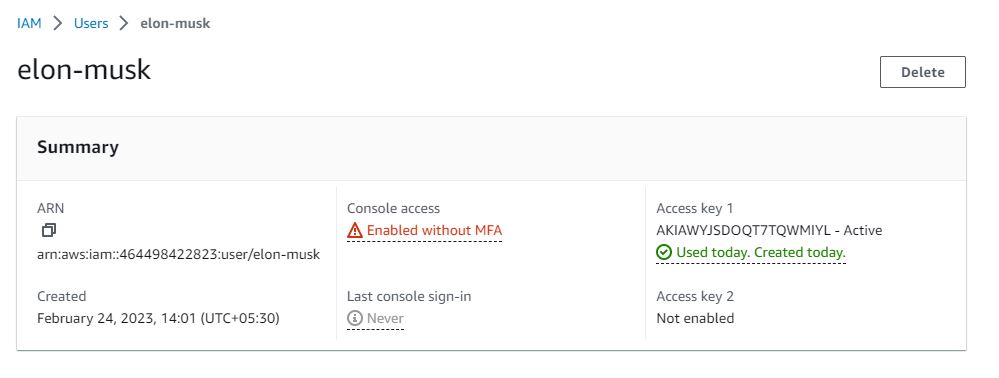 IAM > Users > elon-musk
elon-musk
Delete
Summary
ARN
arn:aws:iam::464498422823:user/elon-musk
Console access
Enabled without MFA
Access key 1
AKIAWYJSDOQT7TQWMIYL - Active
Used today. Created today.
Created
February 24, 2023, 14:01 (UTC+05:30)
Last console sign-in
Never
Access key 2
Not enabled